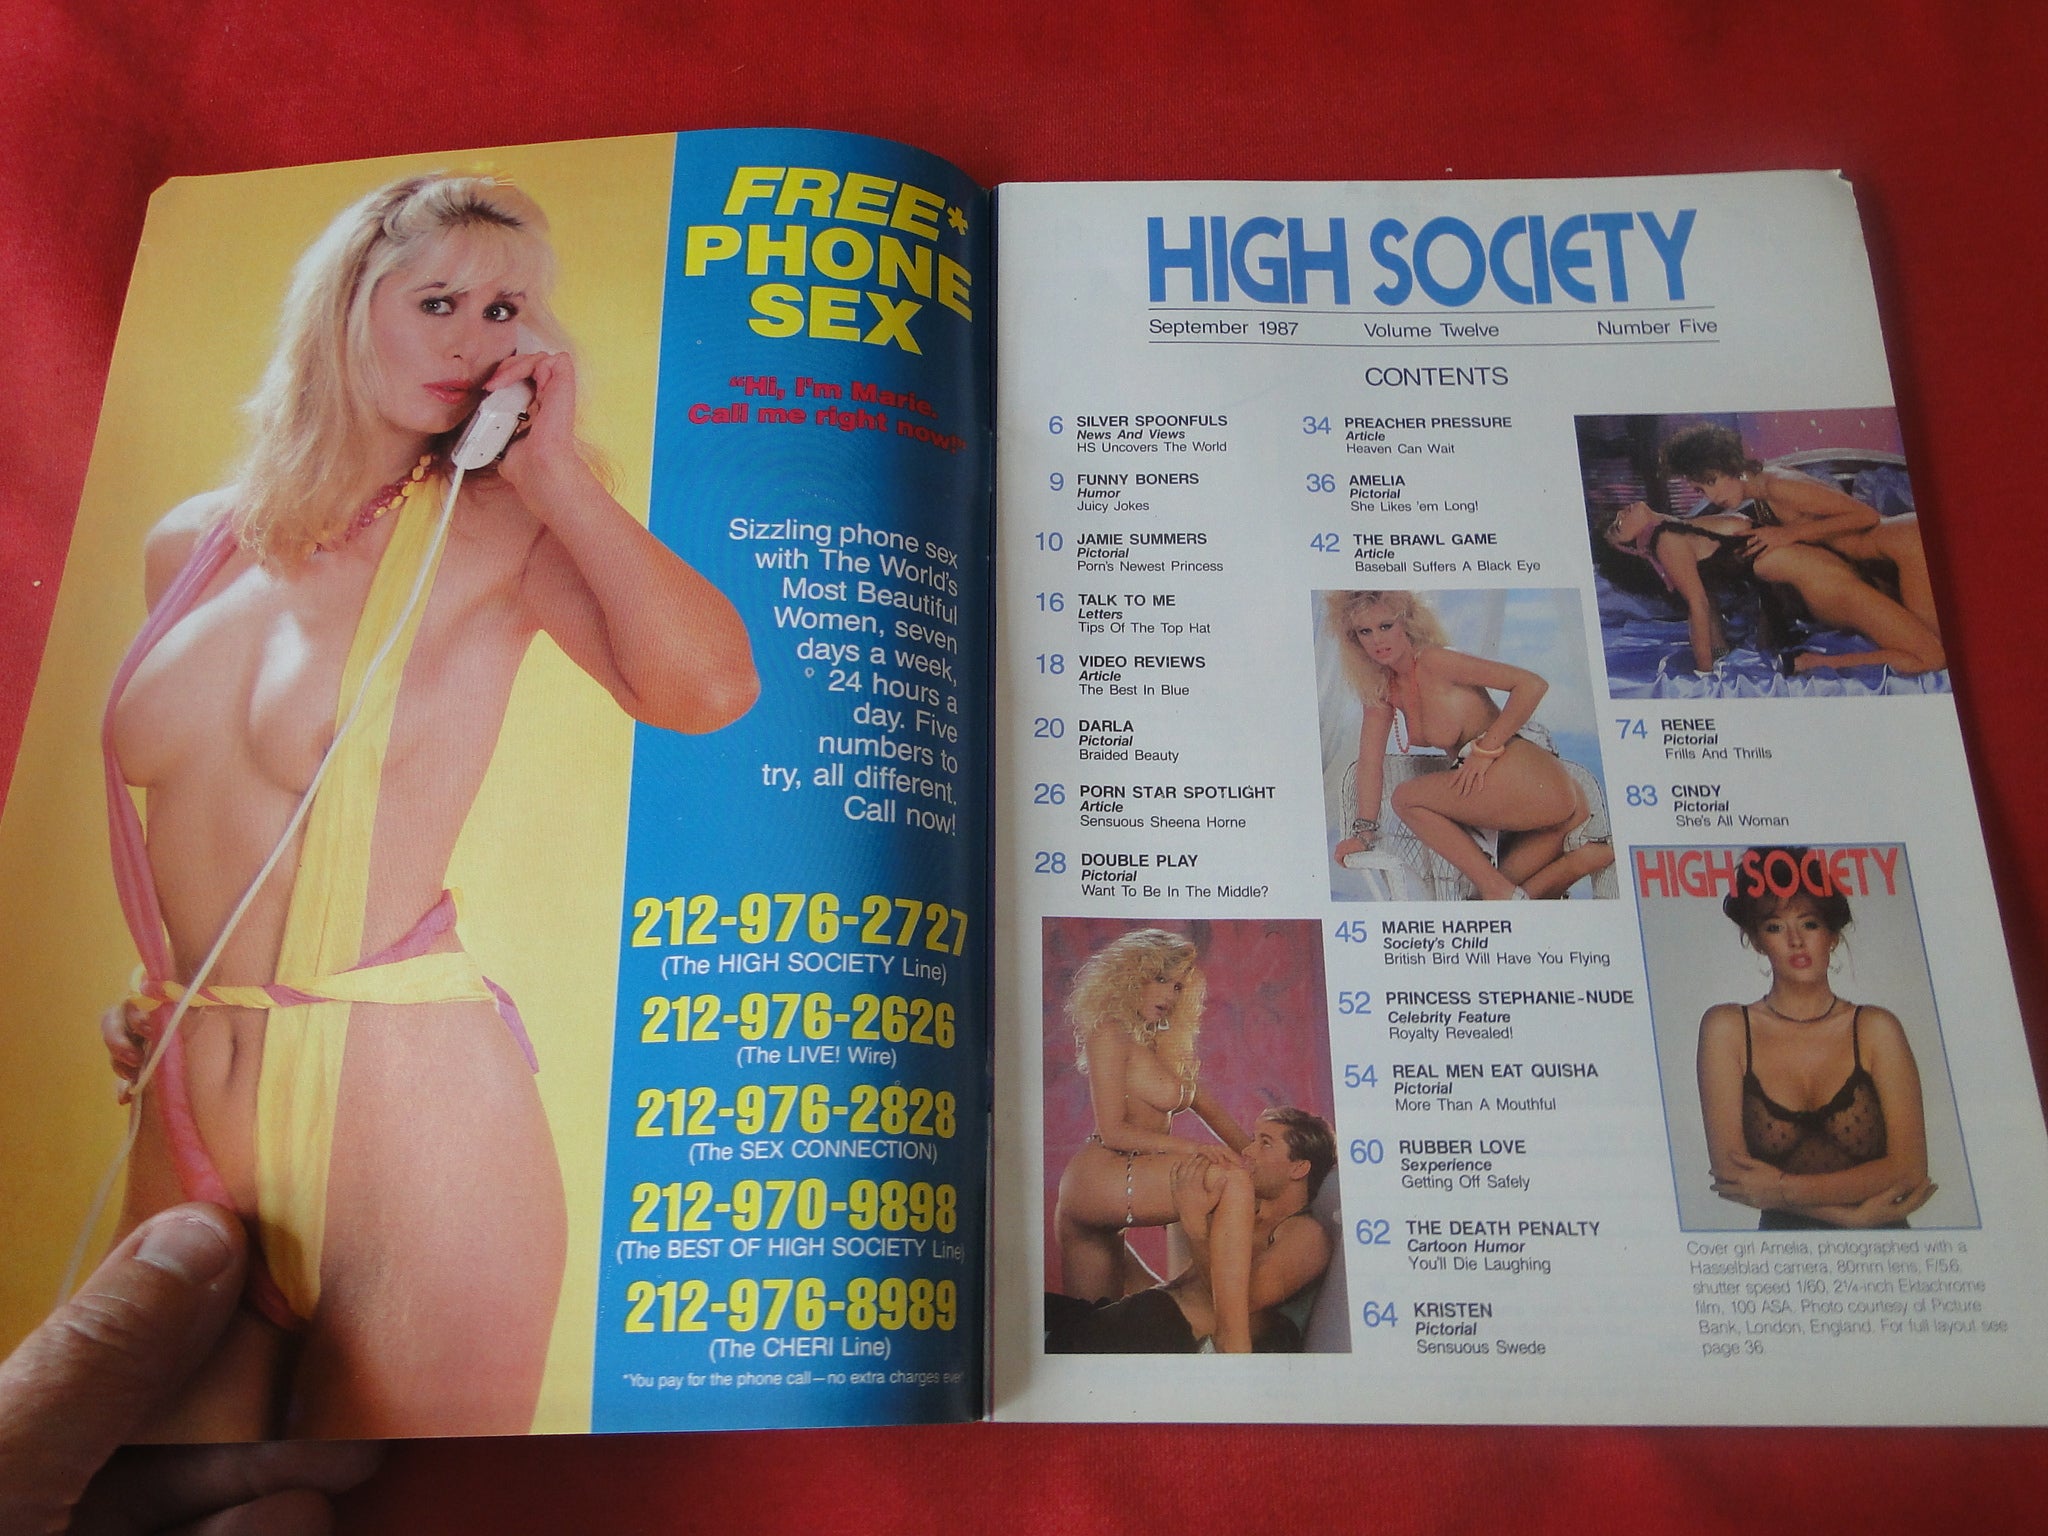 FREE*
PHONE
SEX
"Hi, I'm Marie.
Call me right now!"
Sizzling phone sex
with The World's
Most Beautiful
Women, seven
days a week,
24 hours a
day. Five
numbers to
try, all different.
Call now!
212-976-2727
(The HIGH SOCIETY Line)
212-976-2626
(The LIVE! Wire)
212-976-2828
(The SEX CONNECTION)
212-970-9898
(The BEST OF HIGH SOCIETY Line)
212-976-8989
(The CHERI Line)
*You pay for the phone call—no extra charges ever
HIGH SOCIETY
September 1987 Volume Twelve Number Five
CONTENTS
6 SILVER SPOONFULS
News And Views
HS Uncovers The World
9 FUNNY BONERS
Humor
Juicy Jokes
10 JAMIE SUMMERS
Pictorial
Porn's Newest Princess
16 TALK TO ME
Letters
Tips Of The Top Hat
18 VIDEO REVIEWS
Article
The Best In Blue
20 DARLA
Pictorial
Braided Beauty
26 PORN STAR SPOTLIGHT
Article
Sensuous Sheena Horne
28 DOUBLE PLAY
Pictorial
Want To Be In The Middle?
34 PREACHER PRESSURE
Article
Heaven Can Wait
36 AMELIA
Pictorial
She Likes 'em Long!
42 THE BRAWL GAME
Article
Baseball Suffers A Black Eye
45 MARIE HARPER
Society's Child
British Bird Will Have You Flying
52 PRINCESS STEPHANIE-NUDE
Celebrity Feature
Royalty Revealed!
54 REAL MEN EAT QUISHA
Pictorial
More Than A Mouthful
60 RUBBER LOVE
Sexperience
Getting Off Safely
62 THE DEATH PENALTY
Cartoon Humor
You'll Die Laughing
64 KRISTEN
Pictorial
Sensuous Swede
74 RENEE
Pictorial
Frills And Thrills
83 CINDY
Pictorial
She's All Woman
HIGH SOCIETY
Cover girl Amelia, photographed with a
Hasselblad camera, 80mm lens, F/5.6,
shutter speed 1/60, 2¼-inch Ektachrome
film, 100 ASA. Photo courtesy of Picture
Bank, London, England. For full layout see
page 36.